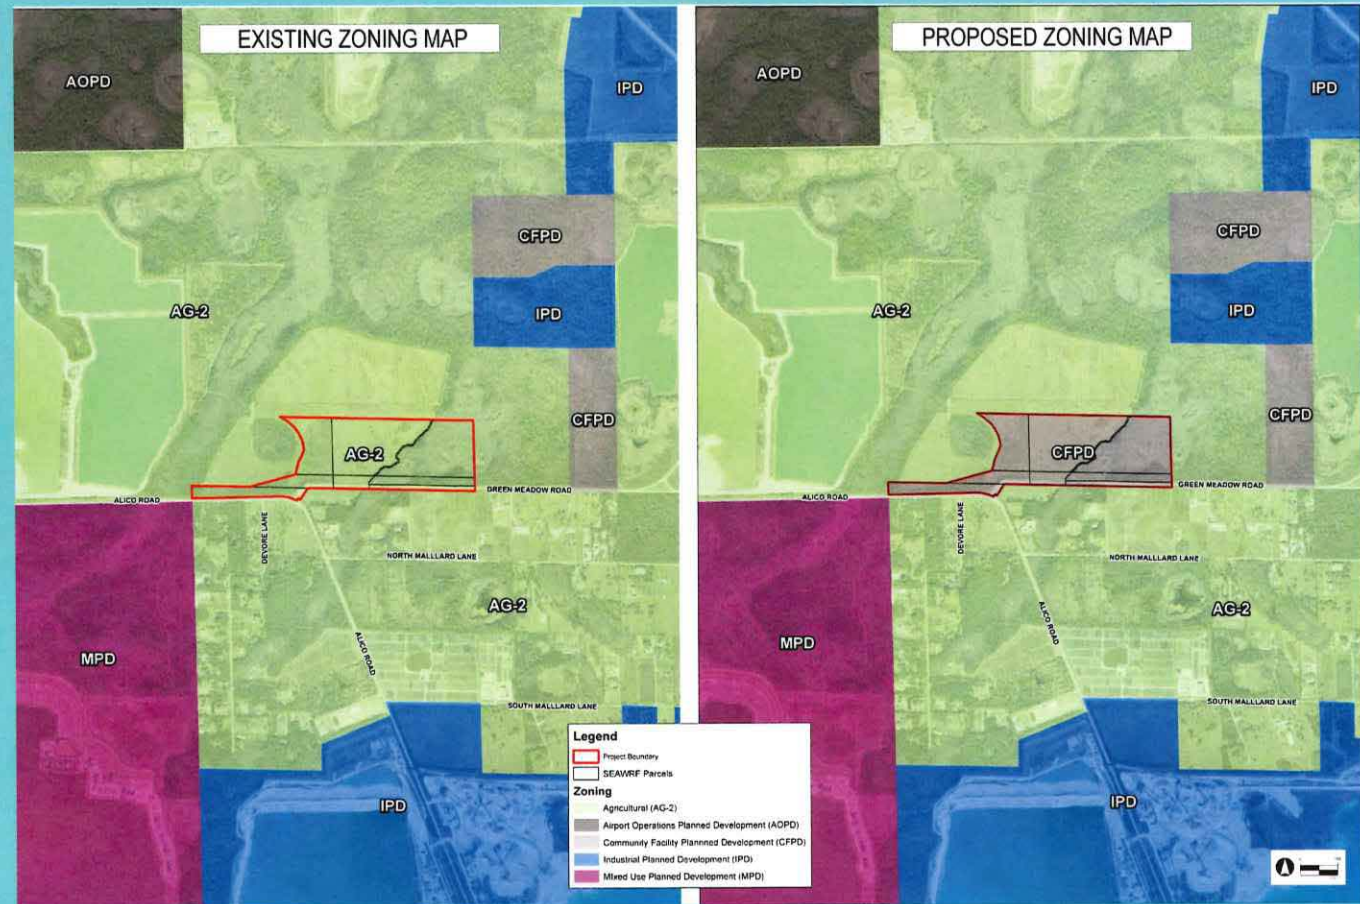 EXISTING ZONING MAP
AOPD
IPD
CFPD
IPD
AG-2
CFPD
AG-2
ALICO ROAD
GREEN MEADOW ROAD
DEVORE LANE
NORTH MALLLARD LANE
AG-2
ALICO ROAD
MPD
SOUTH MALLLARD LANE
IPD
PROPOSED ZONING MAP
AOPD
IPD
CFPD
IPD
AG-2
CFPD
CFPD
ALICO ROAD
GREEN MEADOW ROAD
DEVORE LANE
NORTH MALLLARD LANE
AG-2
ALICO ROAD
MPD
SOUTH MALLLARD LANE
IPD
Legend
Project Boundary
SEAWRF Parcels
Zoning
Agricultural (AG-2)
Airport Operations Planned Development (AOPD)
Community Facility Plannned Development (CFPD)
Industrial Planned Development (IPD)
Mixed Use Planned Development (MPD)